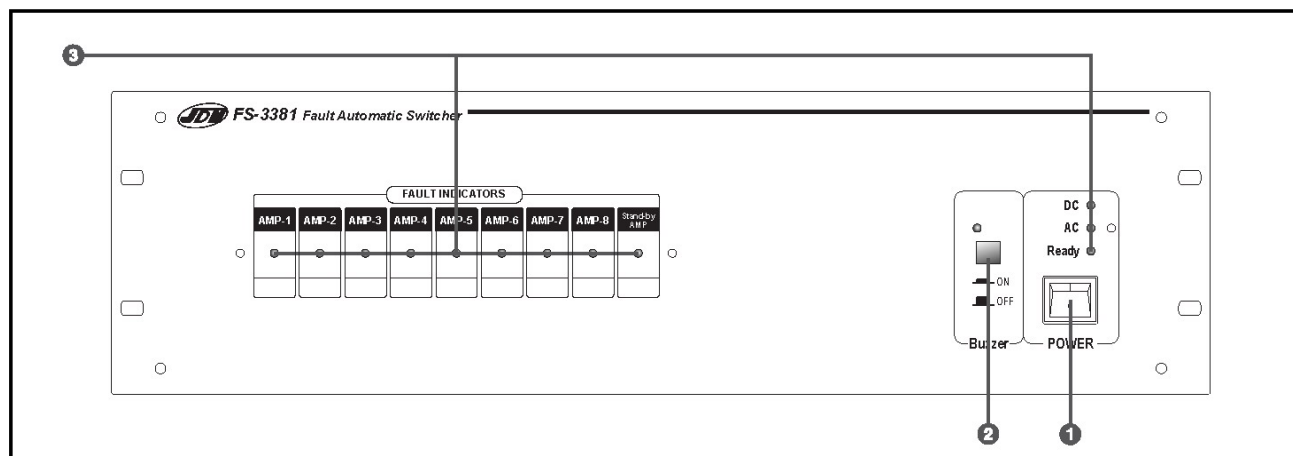 3
JDM FS-3381 Fault Automatic Switcher
FAULT INDICATORS
AMP-1 AMP-2 AMP-3 AMP-4 AMP-5 AMP-6 AMP-7 AMP-8 Stand-by
AMP
DC
AC
Ready
ON
OFF
Buzzer POWER
2 1